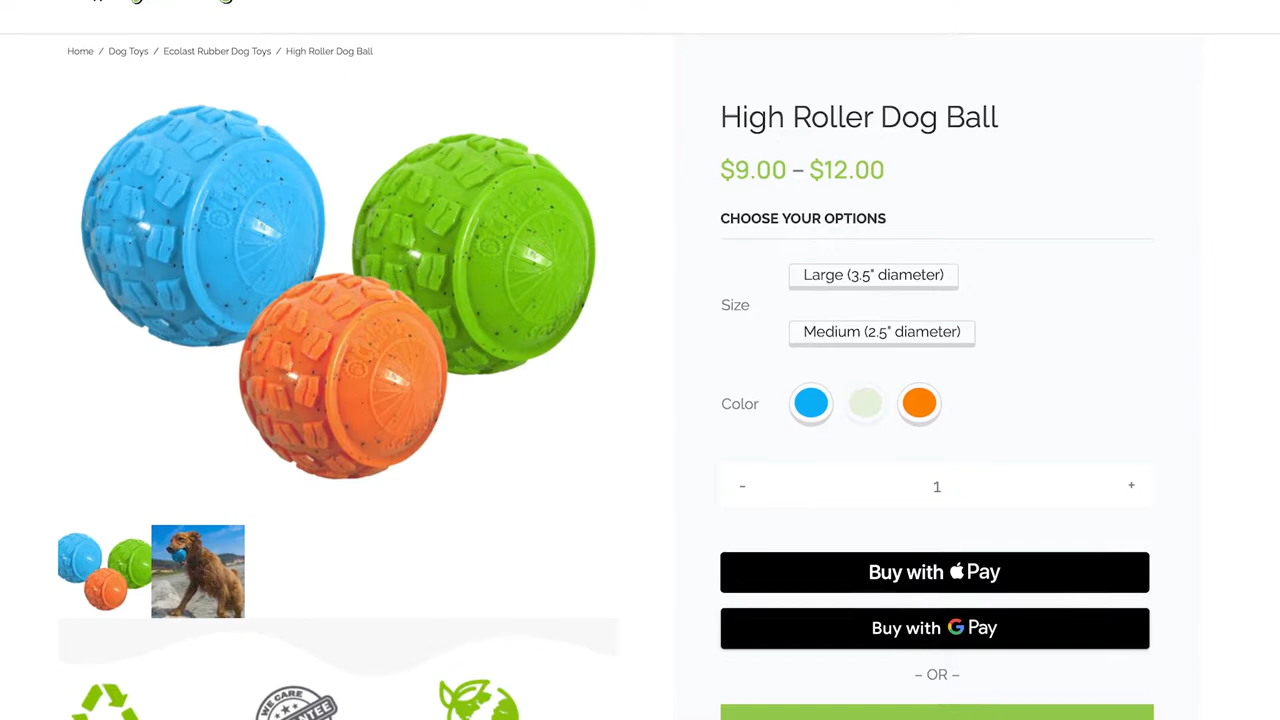 Home / Dog Toys / Ecolast Rubber Dog Toys / High Roller Dog Ball
High Roller Dog Ball
$9.00 – $12.00
CHOOSE YOUR OPTIONS
Size
Large (3.5" diameter)
Medium (2.5" diameter)
Color
- 1 +
Buy with Pay
Buy with G Pay
– OR –
WE CARE